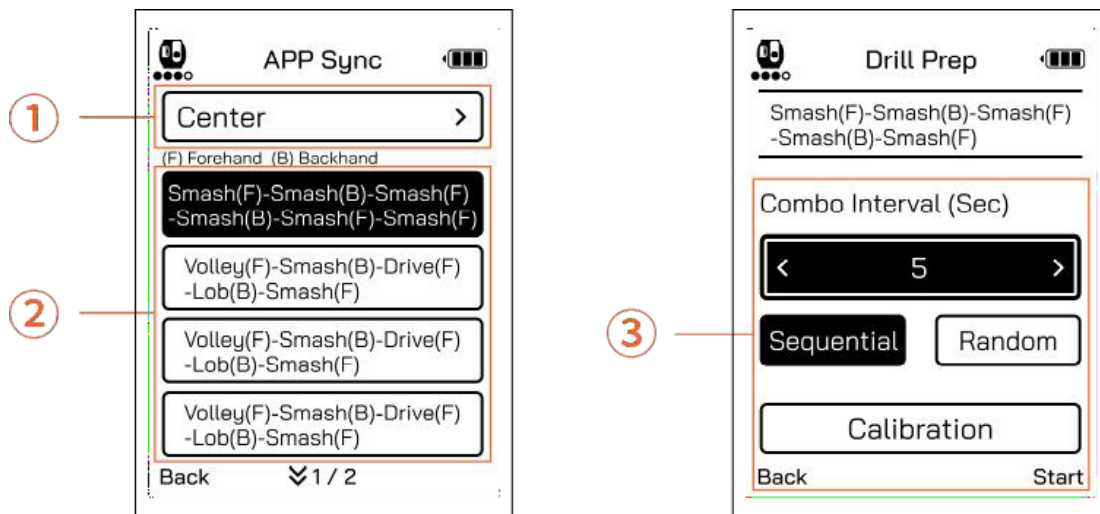 APP Sync
1
Center >
(F) Forehand (B) Backhand
Smash(F)-Smash(B)-Smash(F)
-Smash(B)-Smash(F)-Smash(F)
2
Volley(F)-Smash(B)-Drive(F)
-Lob(B)-Smash(F)
Volley(F)-Smash(B)-Drive(F)
-Lob(B)-Smash(F)
Volley(F)-Smash(B)-Drive(F)
-Lob(B)-Smash(F)
Back 1 / 2
Drill Prep
Smash(F)-Smash(B)-Smash(F)
-Smash(B)-Smash(F)
Combo Interval (Sec)
< 5 >
3
Sequential Random
Calibration
Back Start